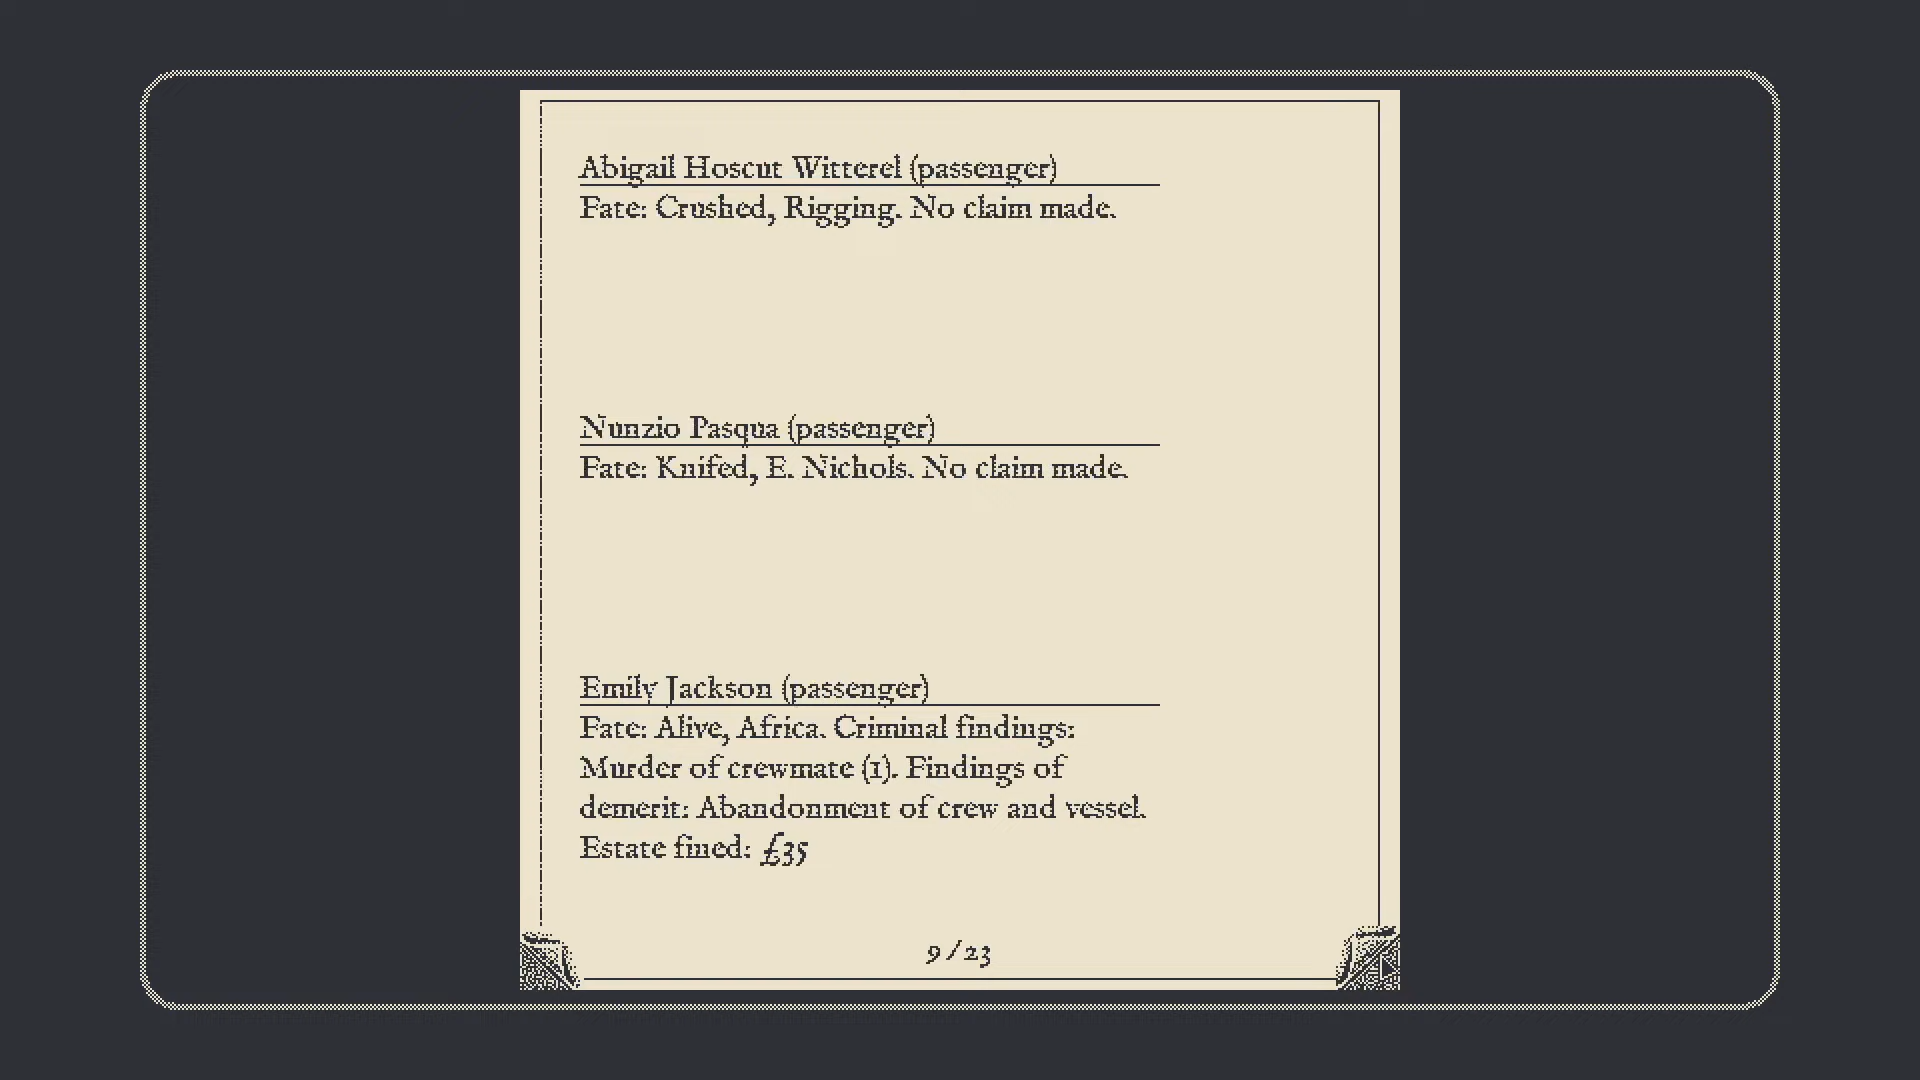 Abigail Hoscut Witterel (passenger)
Fate: Crushed, Rigging. No claim made.
Nunzio Pasqua (passenger)
Fate: Knifed, E. Nichols. No claim made.
Emily Jackson (passenger)
Fate: Alive, Africa. Criminal findings:
Murder of crewmate (1). Findings of
demerit: Abandonment of crew and vessel.
Estate fined: £35
9/23